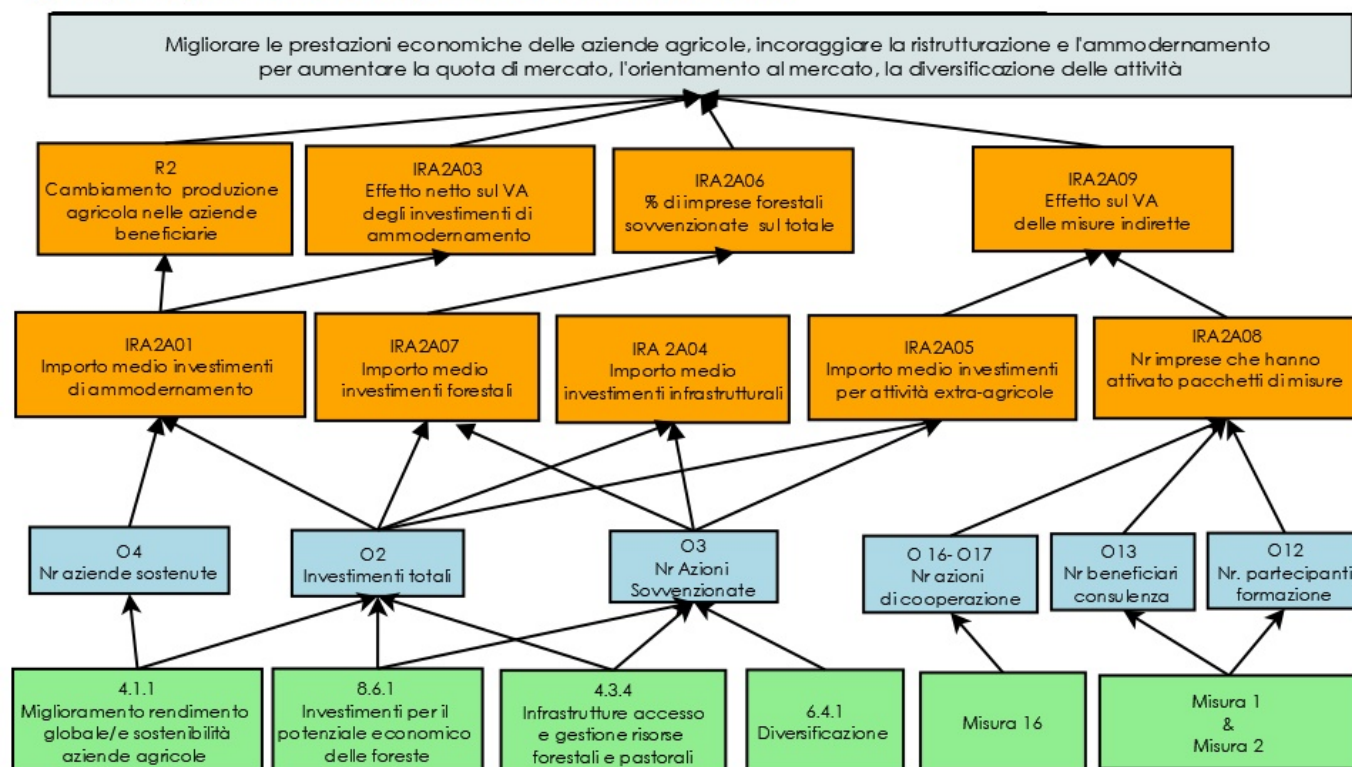 Migliorare le prestazioni economiche delle aziende agricole, incoraggiare la ristrutturazione e l'ammodernamento
per aumentare la quota di mercato, l'orientamento al mercato, la diversificazione delle attività
R2
Cambiamento produzione
agricola nelle aziende
beneficiarie
IRA2A03
Effetto netto sul VA
degli investimenti di
ammodernamento
IRA2A06
% di imprese forestali
sovvenzionate sul totale
IRA2A09
Effetto sul VA
delle misure indirette
IRA2A01
Importo medio investimenti
di ammodernamento
IRA2A07
Importo medio
investimenti forestali
IRA 2A04
Importo medio
investimenti infrastrutturali
IRA2A05
Importo medio investimenti
per attività extra-agricole
IRA2A08
Nr imprese che hanno
attivato pacchetti di misure
O4
Nr aziende sostenute
O2
Investimenti totali
O3
Nr Azioni
Sovvenzionate
O 16- O17
Nr azioni
di cooperazione
O13
Nr beneficiari
consulenza
O12
Nr. partecipanti
formazione
4.1.1
Miglioramento rendimento
globale/e sostenibilità
aziende agricole
8.6.1
Investimenti per il
potenziale economico
delle foreste
4.3.4
Infrastrutture accesso
e gestione risorse
forestali e pastorali
6.4.1
Diversificazione
Misura 16
Misura 1
&
Misura 2